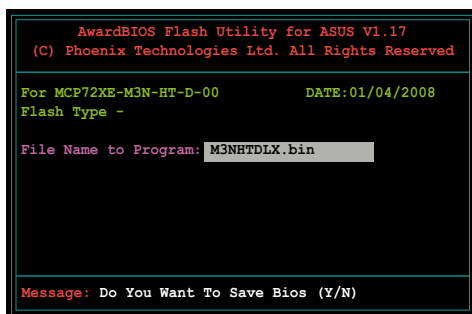 AwardBIOS Flash Utility for ASUS V1.17
(C) Phoenix Technologies Ltd. All Rights Reserved
For MCP72XE-M3N-HT-D-00 DATE:01/04/2008
Flash Type -
File Name to Program: M3NHTDLX.bin
Message: Do You Want To Save Bios (Y/N)